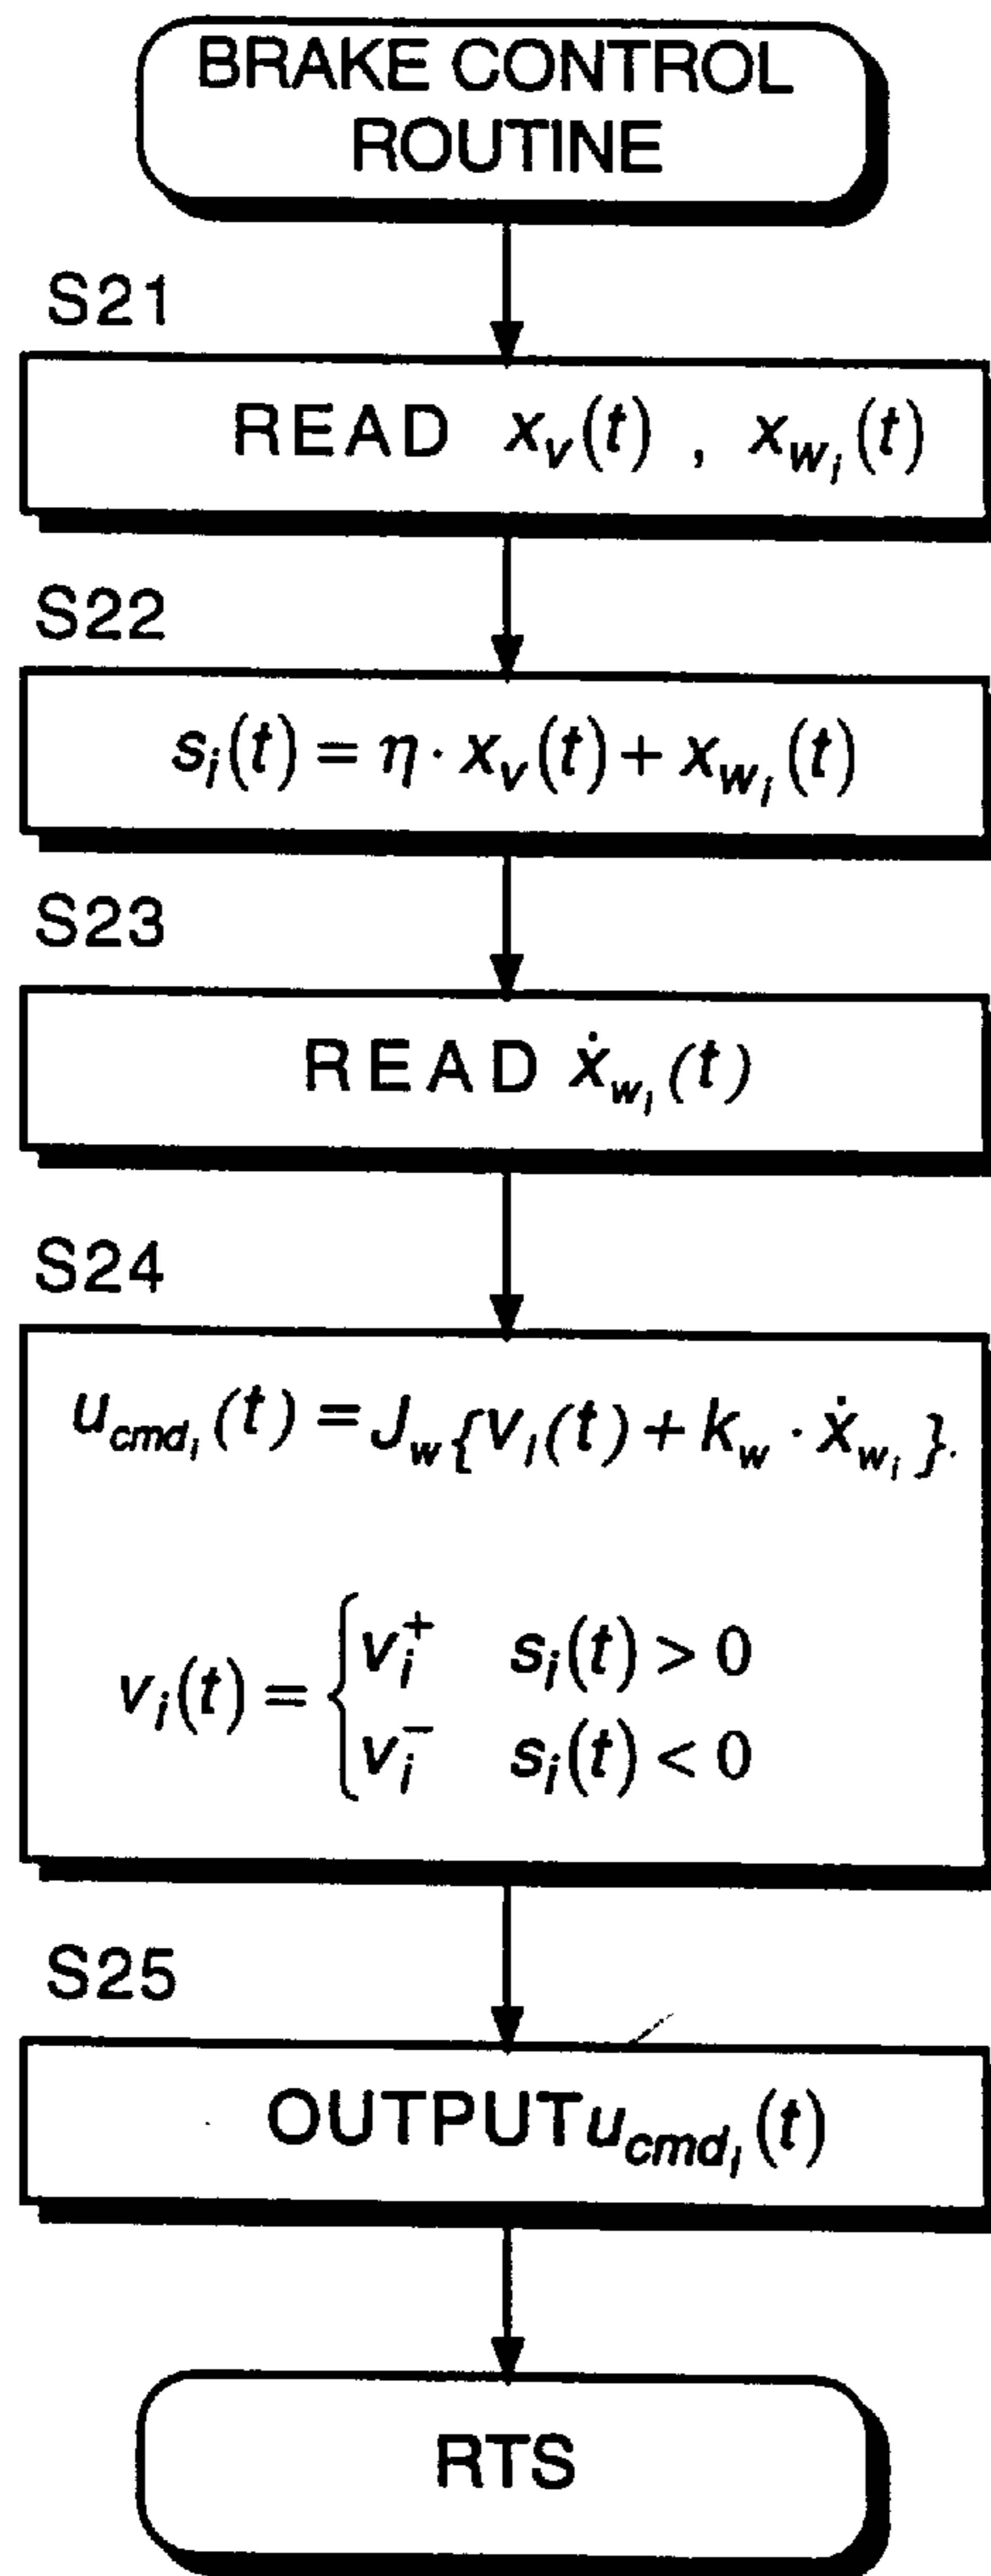 BRAKE CONTROL
ROUTINE
S21
READ x_v(t) , x_{w_i}(t)
S22
s_i(t) = η · x_v(t) + x_{w_i}(t)
S23
READ ẋ_{w_i}(t)
S24
u_{cmd_i}(t) = J_w{v_i(t) + k_w · ẋ_{w_i}}.
v_i(t) = { v_i^+ s_i(t) > 0
v_i^- s_i(t) < 0
S25
OUTPUT u_{cmd_i}(t)
RTS